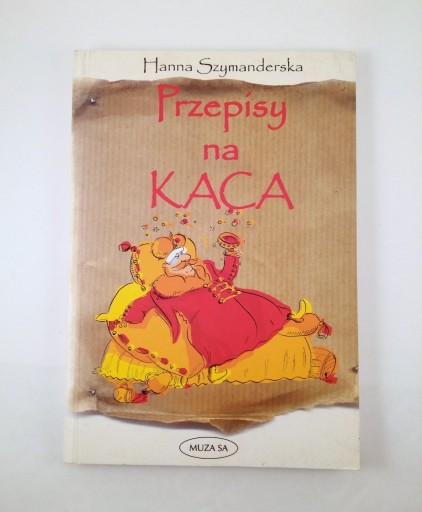 Hanna Szymanderska
Przepisy
na
KACA
MUZA SA